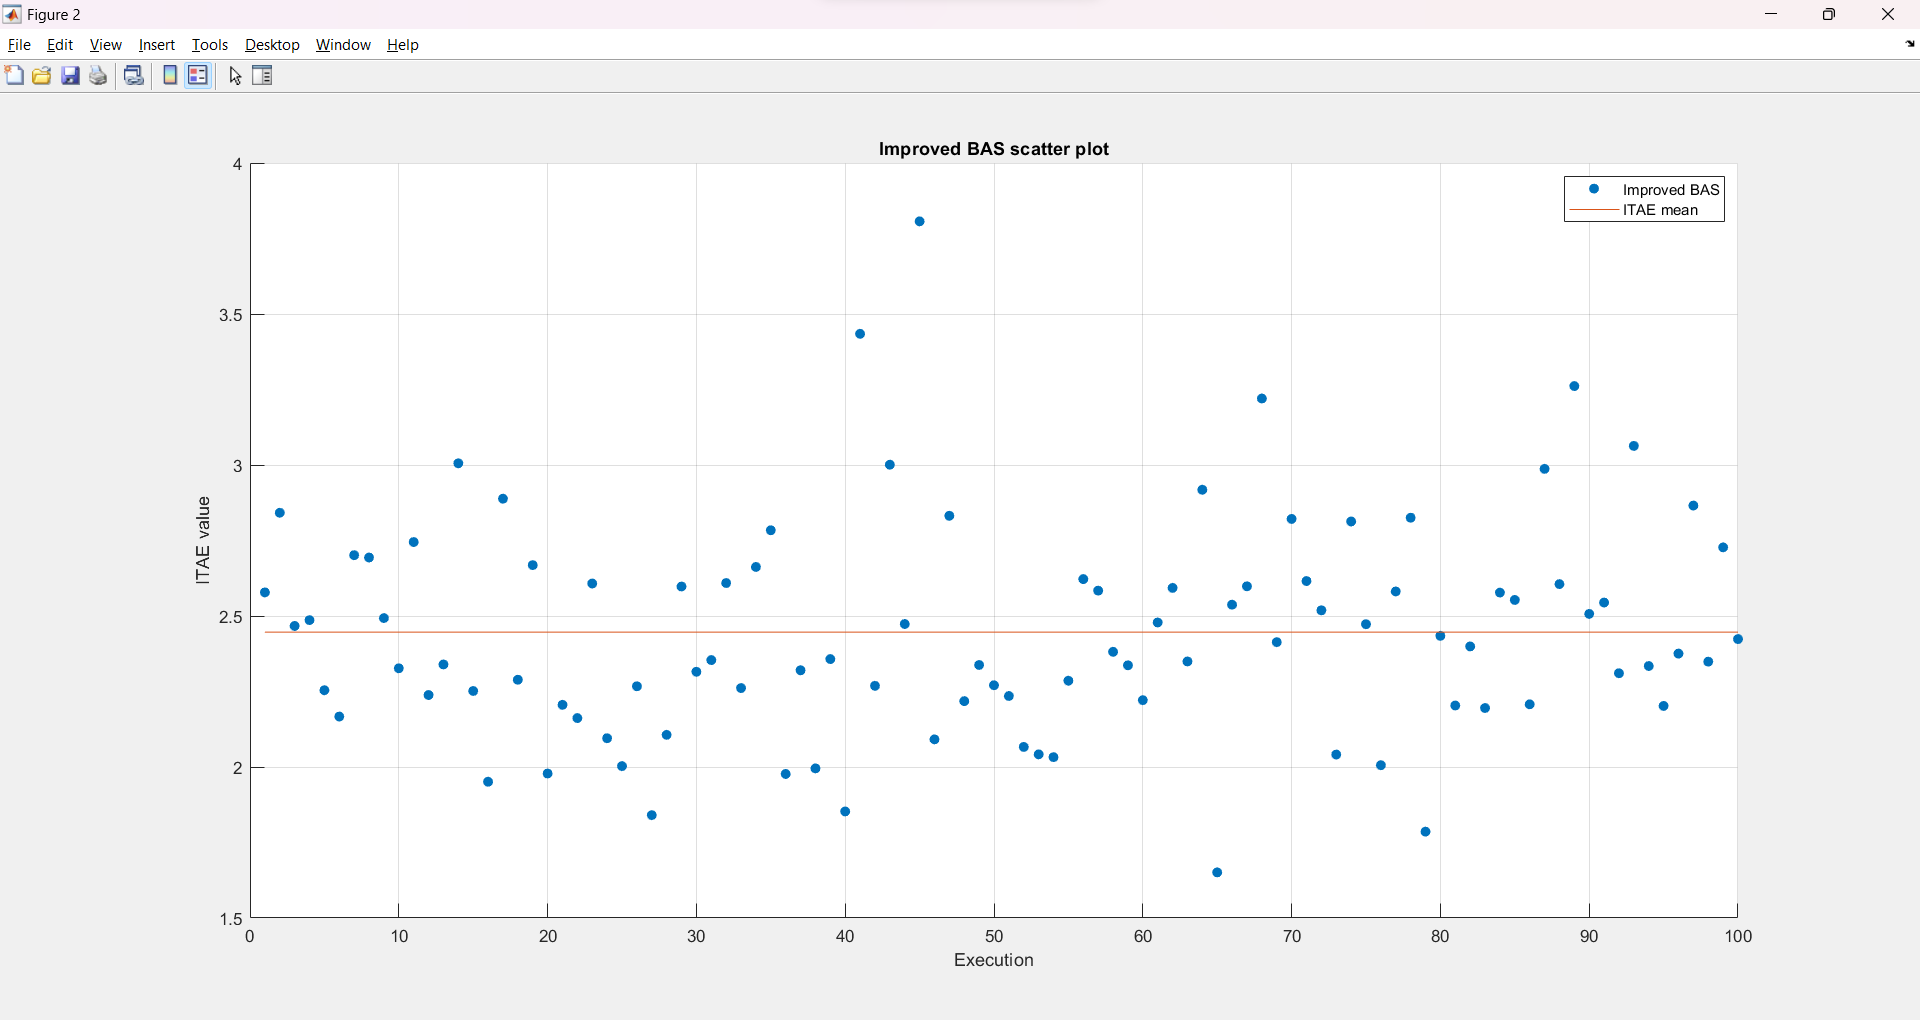 Figure 2
File Edit View Insert Tools Desktop Window Help
Improved BAS scatter plot
Improved BAS
ITAE mean
4
3.5
3
2.5
2
1.5
ITAE value
0 10 20 30 40 50 60 70 80 90 100
Execution